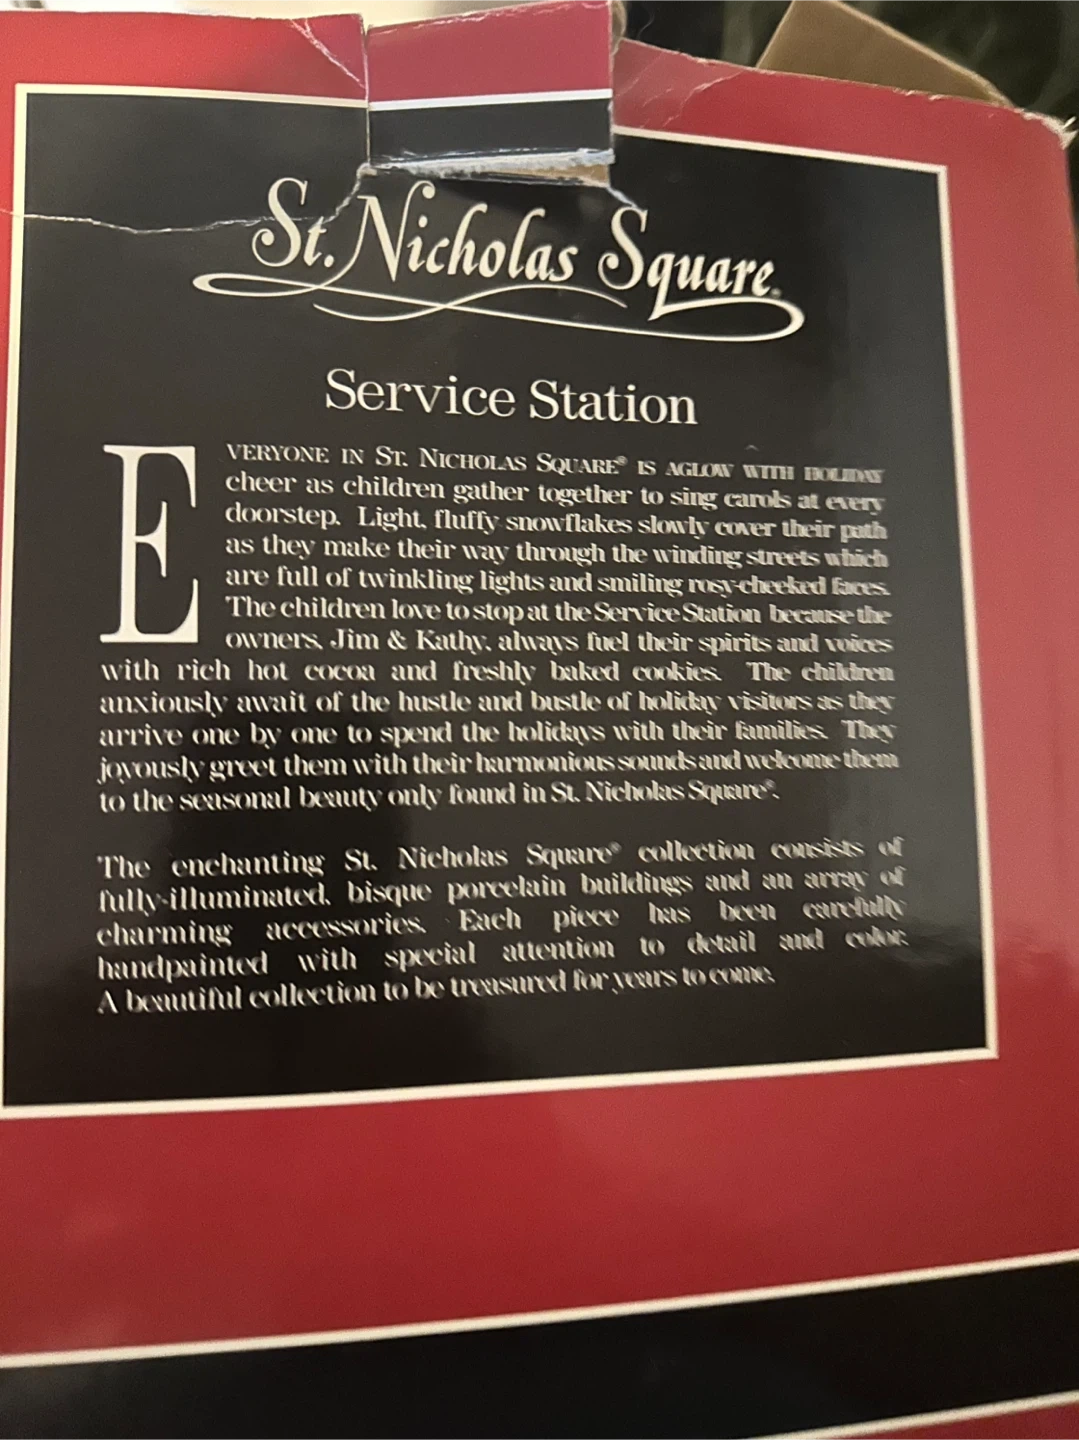 St. Nicholas Square®
Service Station
EVERYONE IN ST. NICHOLAS SQUARE® IS AGLOW WITH HOLIDAY
cheer as children gather together to sing carols at every
doorstep. Light, fluffy snowflakes slowly cover their path
as they make their way through the winding streets which
are full of twinkling lights and smiling rosy-cheeked faces.
The children love to stop at the Service Station because the
owners, Jim & Kathy, always fuel their spirits and voices
with rich hot cocoa and freshly baked cookies. The children
anxiously await of the hustle and bustle of holiday visitors as they
arrive one by one to spend the holidays with their families. They
joyously greet them with their harmonious sounds and welcome them
to the seasonal beauty only found in St. Nicholas Square®.
The enchanting St. Nicholas Square® collection consists of
fully-illuminated, bisque porcelain buildings and an array of
charming accessories. Each piece has been carefully
handpainted with special attention to detail and color.
A beautiful collection to be treasured for years to come.